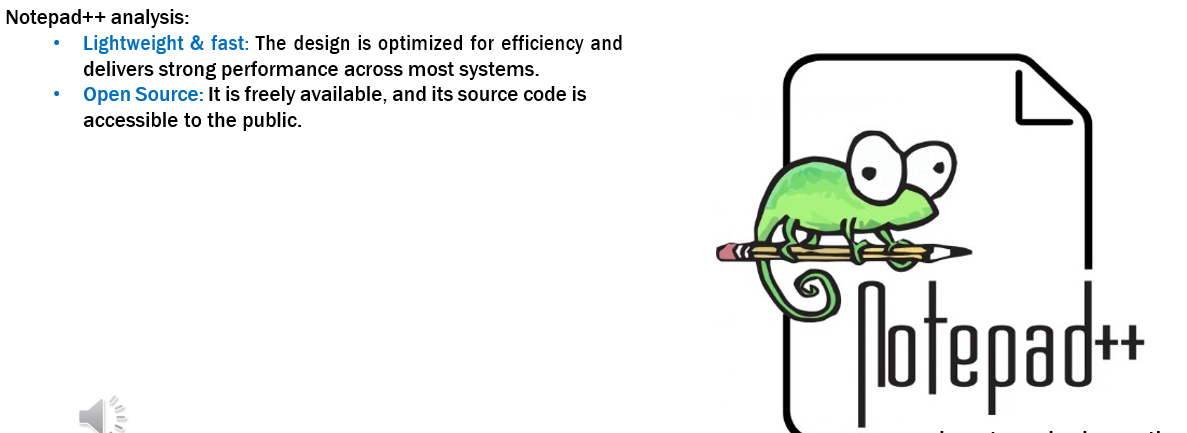 Notepad++ analysis:
• Lightweight & fast: The design is optimized for efficiency and
delivers strong performance across most systems.
• Open Source: It is freely available, and its source code is
accessible to the public.
Notepad++